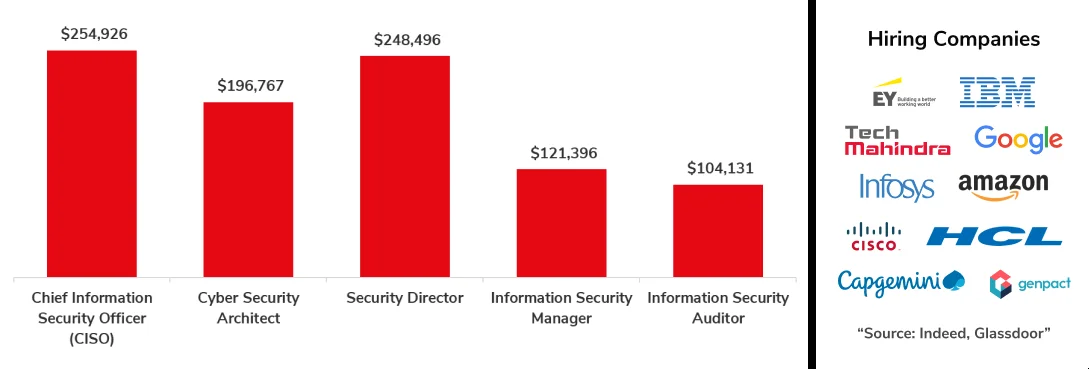 $254,926
$196,767
$248,496
$121,396
$104,131
Chief Information
Security Officer
(CISO)
Cyber Security
Architect
Security Director
Information Security
Manager
Information Security
Auditor
Hiring Companies
EY Building a better
working world
IBM
Tech
Mahindra
Google
Infosys
amazon
CISCO
HCL
Capgemini
genpact
“Source: Indeed, Glassdoor”